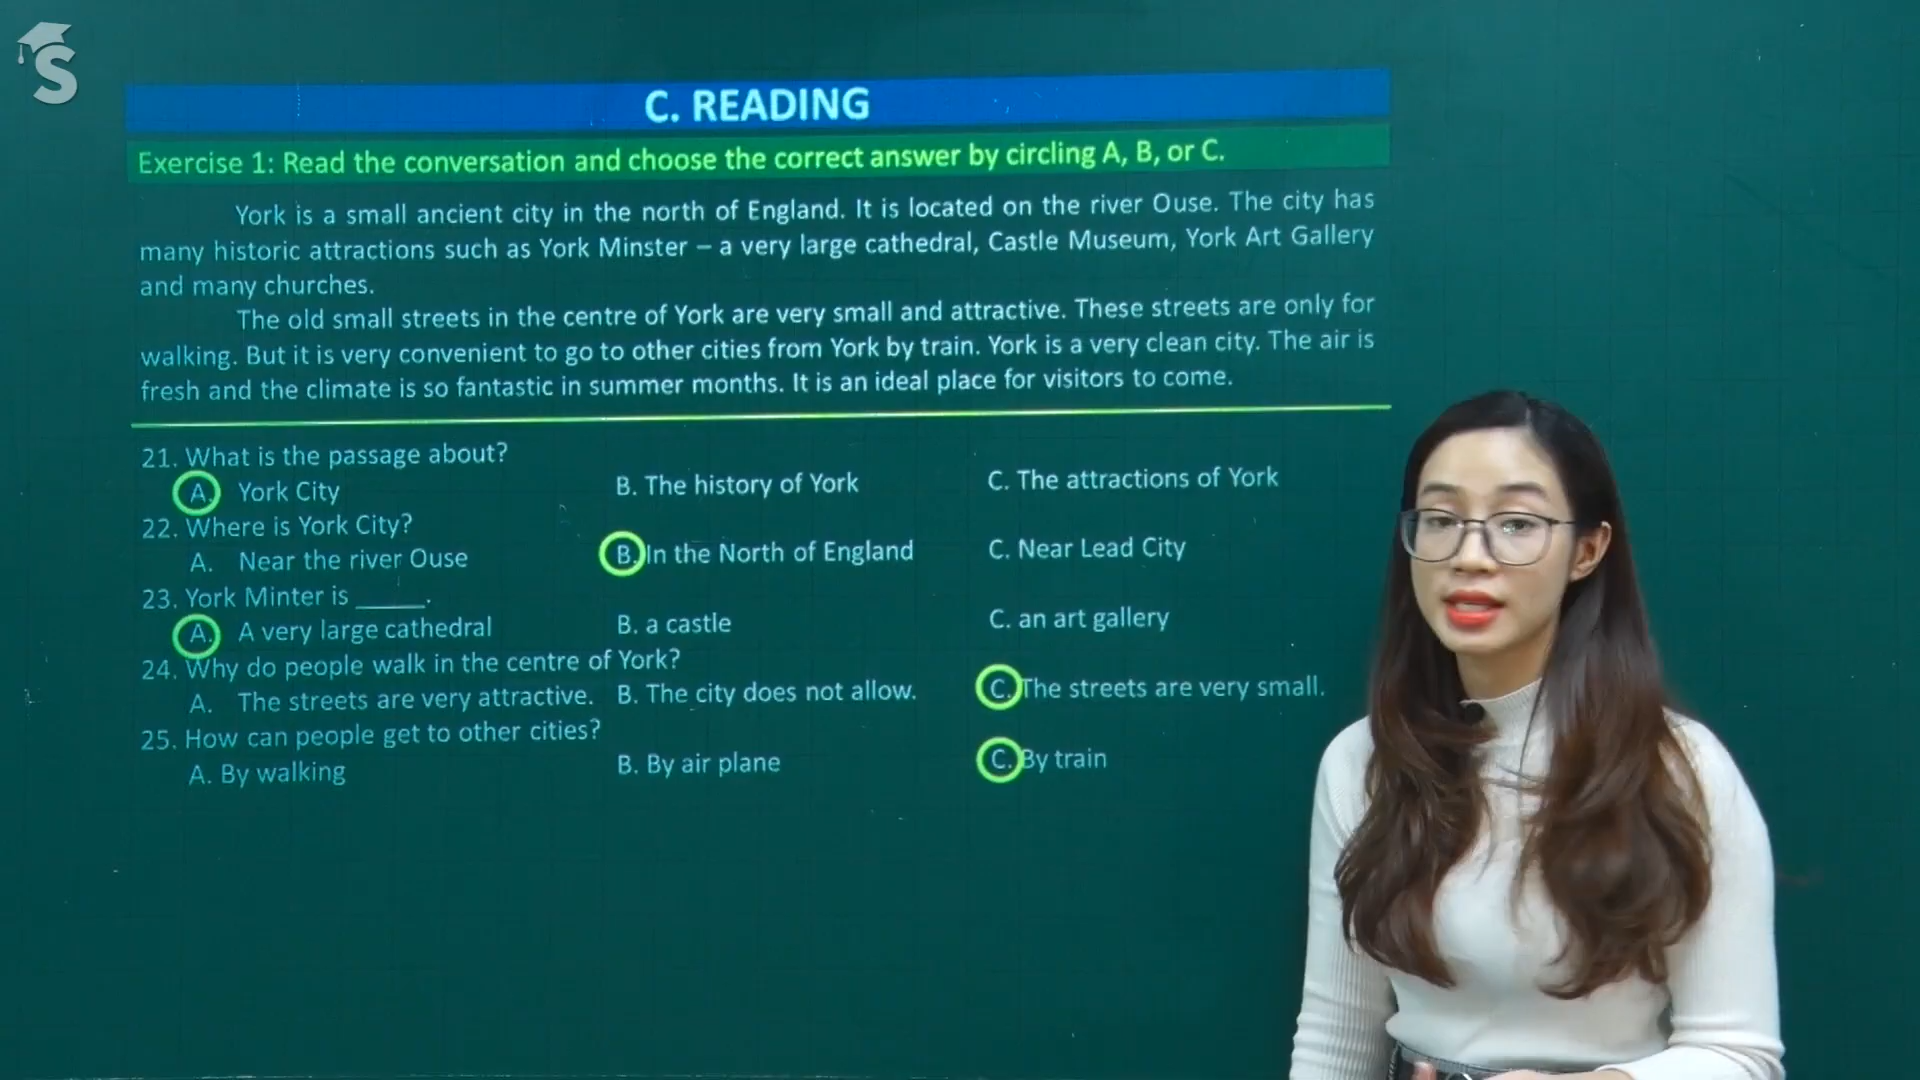 S
C. READING
Exercise 1: Read the conversation and choose the correct answer by circling A, B, or C.
York is a small ancient city in the north of England. It is located on the river Ouse. The city has
many historic attractions such as York Minster – a very large cathedral, Castle Museum, York Art Gallery
and many churches.
The old small streets in the centre of York are very small and attractive. These streets are only for
walking. But it is very convenient to go to other cities from York by train. York is a very clean city. The air is
fresh and the climate is so fantastic in summer months. It is an ideal place for visitors to come.
21. What is the passage about?
A. York City B. The history of York C. The attractions of York
22. Where is York City?
A. Near the river Ouse B. In the North of England C. Near Lead City
23. York Minter is _____.
A. A very large cathedral B. a castle C. an art gallery
24. Why do people walk in the centre of York?
A. The streets are very attractive. B. The city does not allow. C. The streets are very small.
25. How can people get to other cities?
A. By walking B. By air plane C. By train